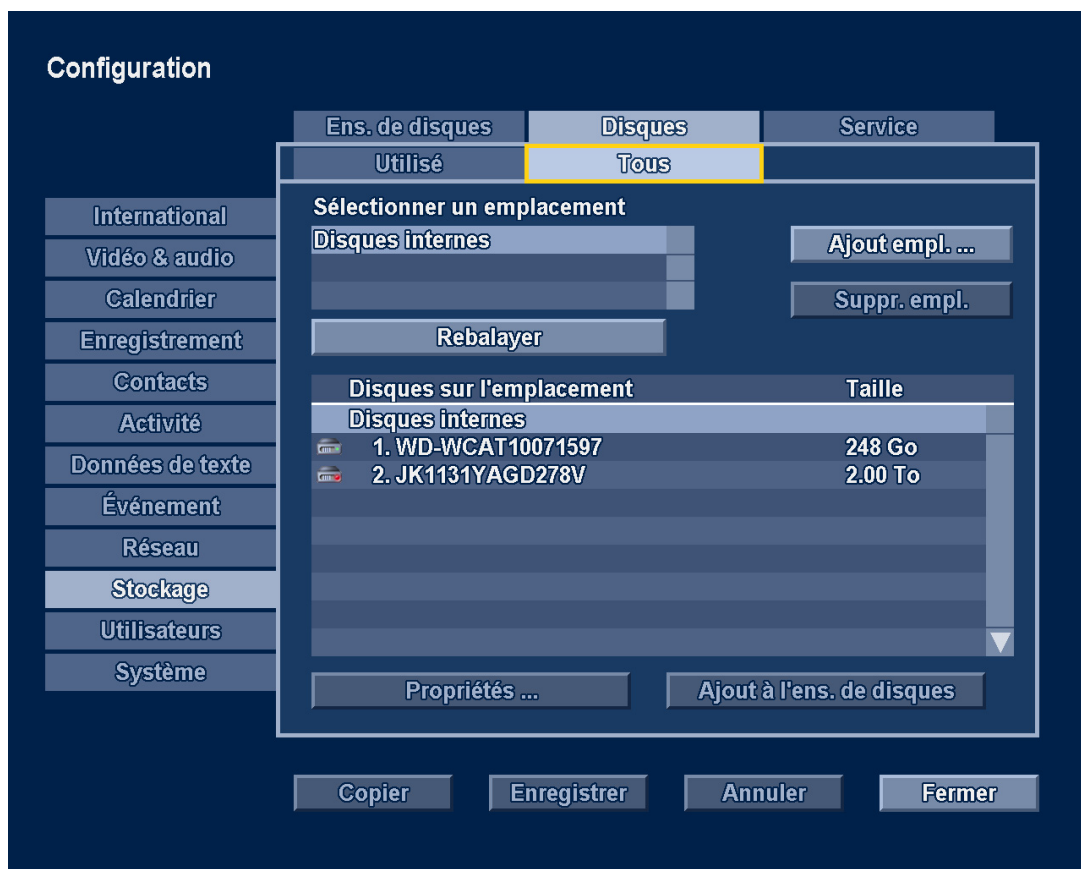 Configuration
Ens. de disques Disques Service
Utilisé Tous
International
Vidéo & audio
Calendrier
Enregistrement
Contacts
Activité
Données de texte
Événement
Réseau
Stockage
Utilisateurs
Système
Sélectionner un emplacement
Disques internes
Ajout empl. ...
Suppr. empl.
Rebalayer
Disques sur l'emplacement Taille
Disques internes
1. WD-WCAT10071597 248 Go
2. JK1131YAGD278V 2.00 To
Propriétés ... Ajout à l'ens. de disques
Copier Enregistrer Annuler Fermer